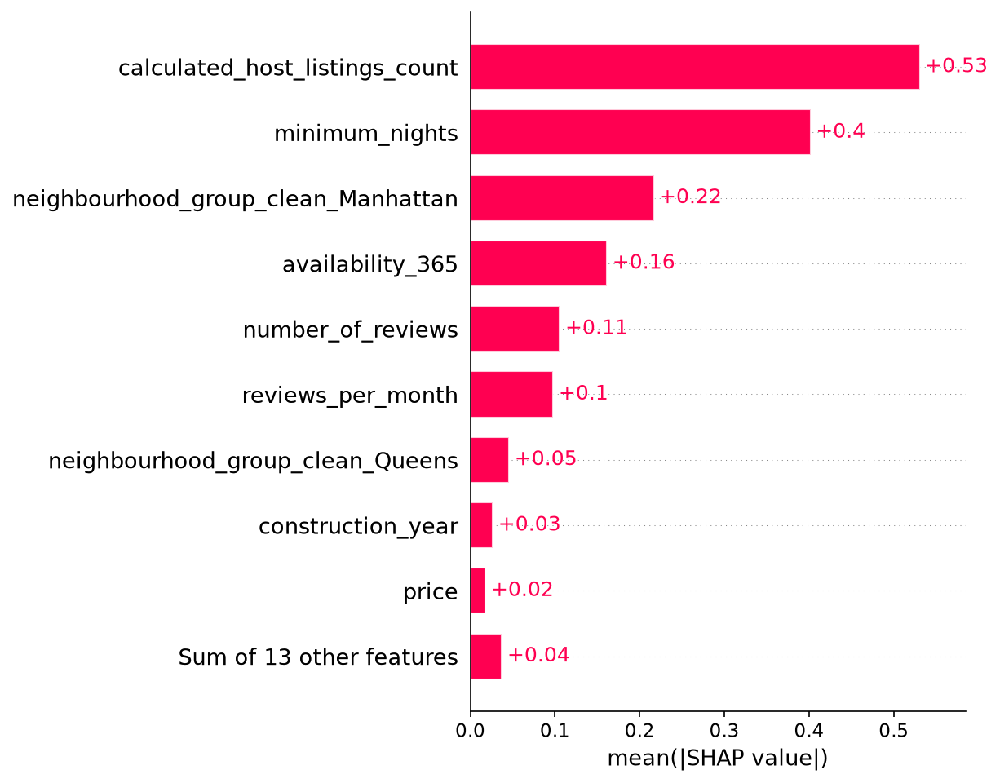 calculated_host_listings_count +0.53
minimum_nights +0.4
neighbourhood_group_clean_Manhattan +0.22
availability_365 +0.16
number_of_reviews +0.11
reviews_per_month +0.1
neighbourhood_group_clean_Queens +0.05
construction_year +0.03
price +0.02
Sum of 13 other features +0.04
0.0 0.1 0.2 0.3 0.4 0.5
mean(|SHAP value|)